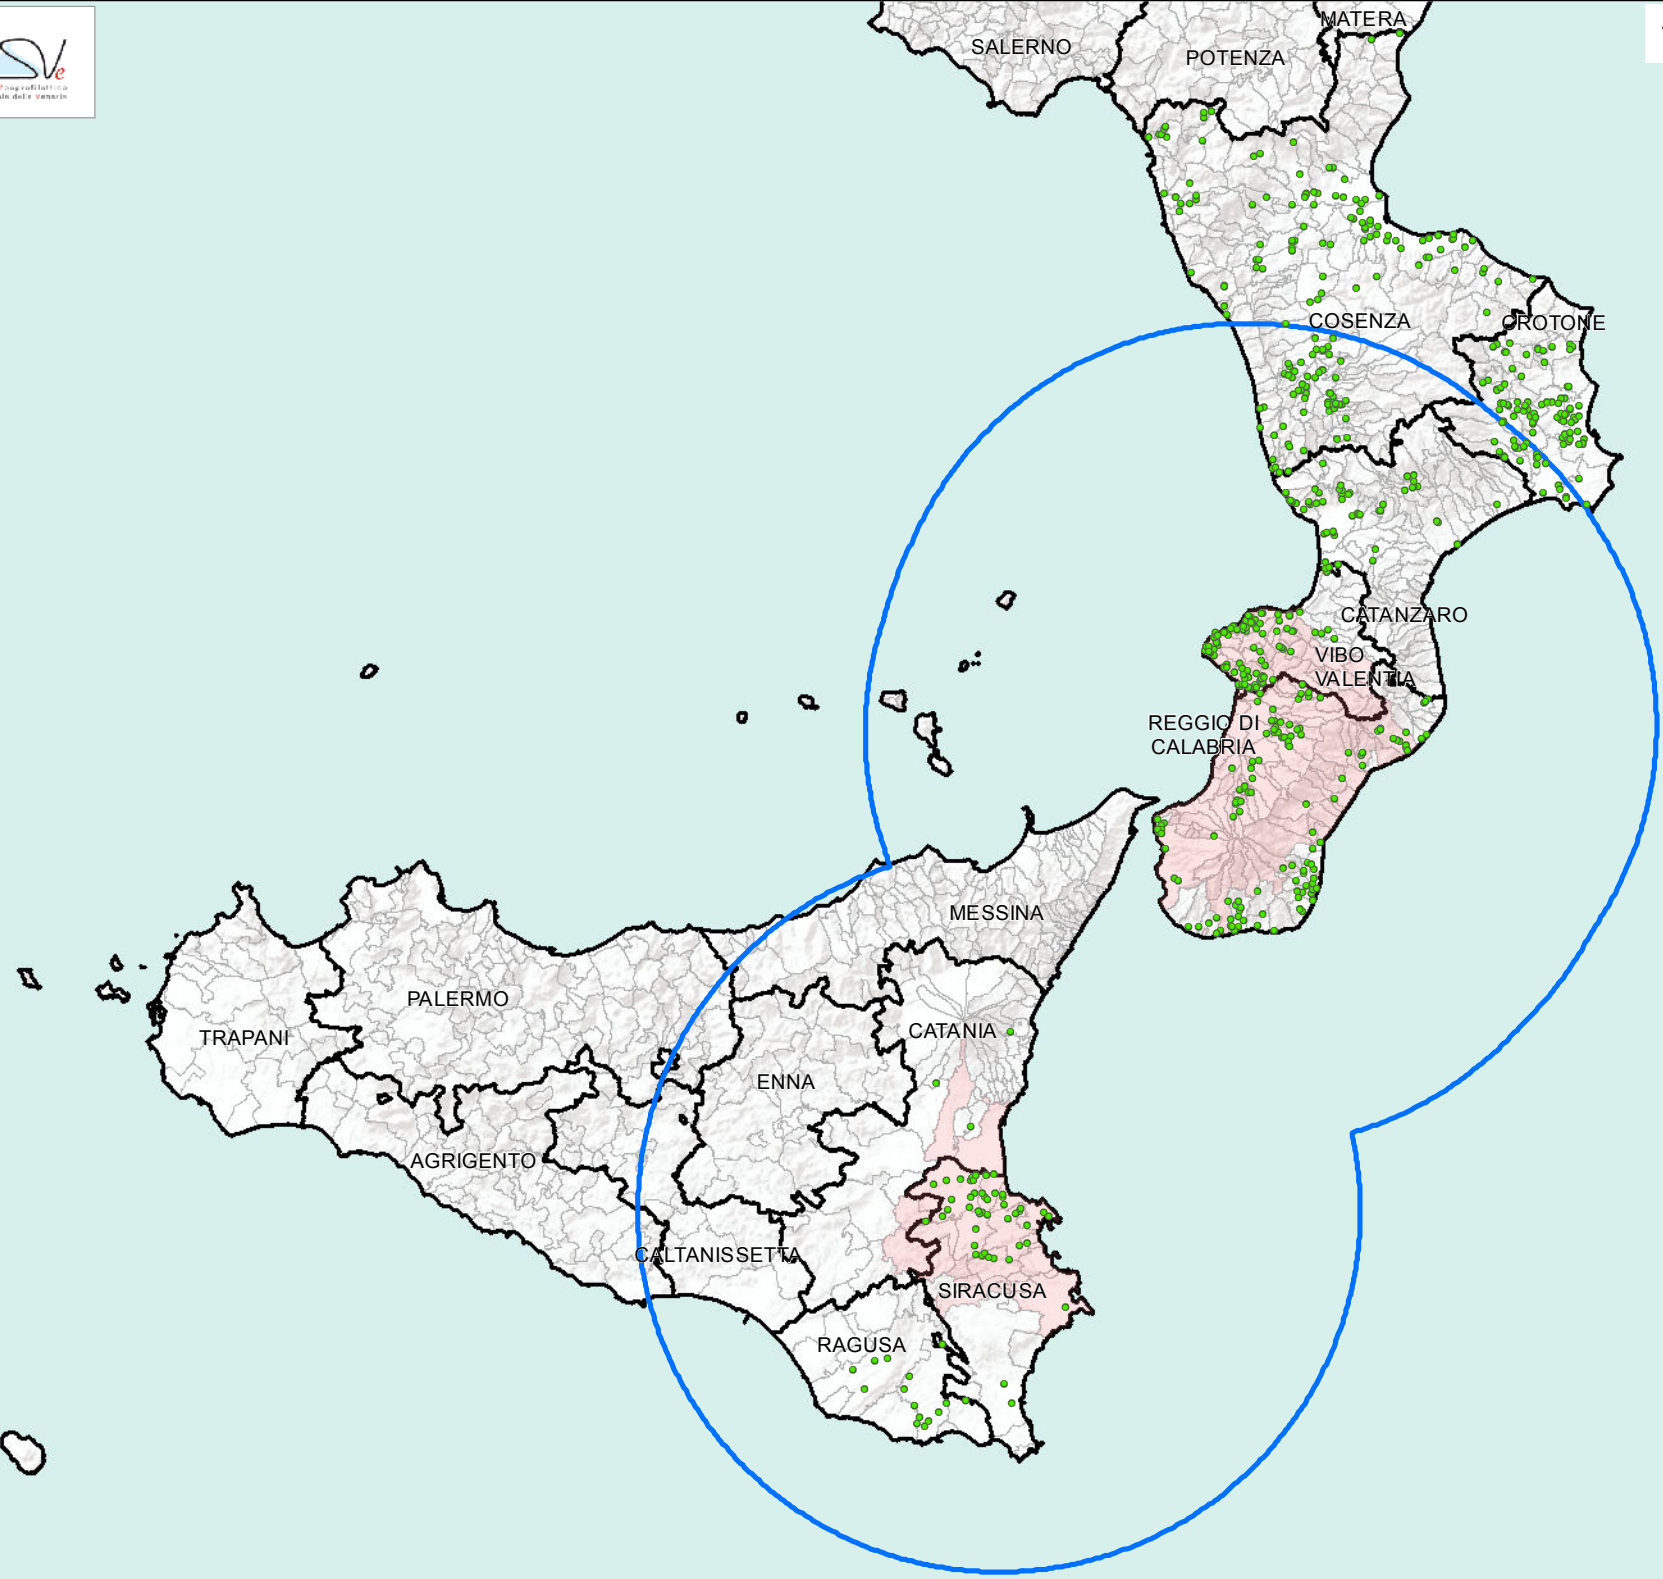 MATERA
SALERNO
POTENZA
SVe
COSENZA
CROTONE
CATANZARO
VIBO
VALENTIA
REGGIO DI
CALABRIA
MESSINA
PALERMO
TRAPANI
CATANIA
ENNA
AGRIGENTO
CALTANISSETTA
SIRACUSA
RAGUSA